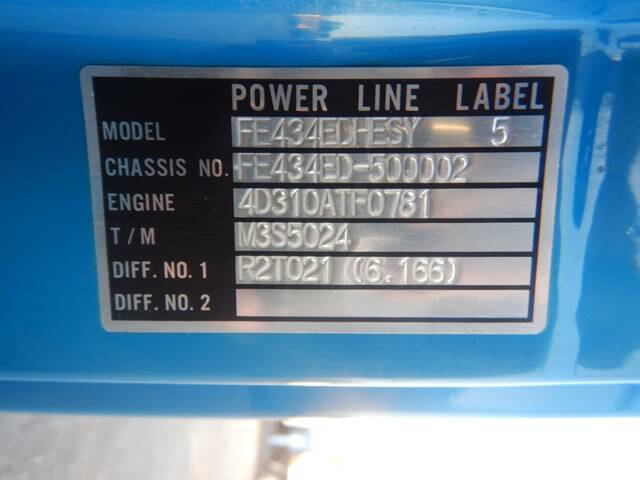 POWER LINE LABEL
MODEL FE434EDHESY 5
CHASSIS NO. FE434ED-500002
ENGINE 4D310ATF0781
T/M M3S5024
DIFF. NO. 1 R2T021 (6.166)
DIFF. NO. 2